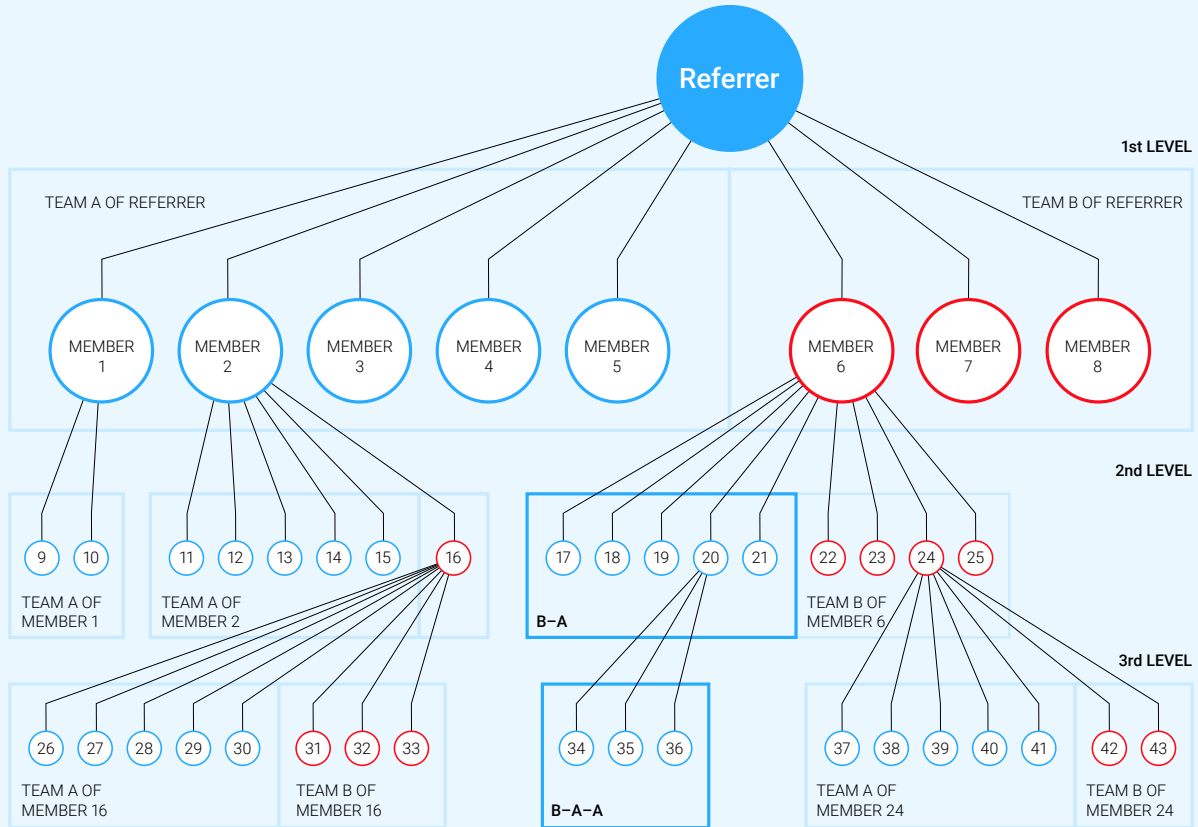 Referrer
1st LEVEL
TEAM A OF REFERRER
TEAM B OF REFERRER
MEMBER
1
MEMBER
2
MEMBER
3
MEMBER
4
MEMBER
5
MEMBER
6
MEMBER
7
MEMBER
8
2nd LEVEL
9
10
11
12
13
14
15
16
17
18
19
20
21
22
23
24
25
TEAM A OF
MEMBER 1
TEAM A OF
MEMBER 2
B–A
TEAM B OF
MEMBER 6
3rd LEVEL
26
27
28
29
30
31
32
33
34
35
36
37
38
39
40
41
42
43
TEAM A OF
MEMBER 16
TEAM B OF
MEMBER 16
B–A–A
TEAM A OF
MEMBER 24
TEAM B OF
MEMBER 24